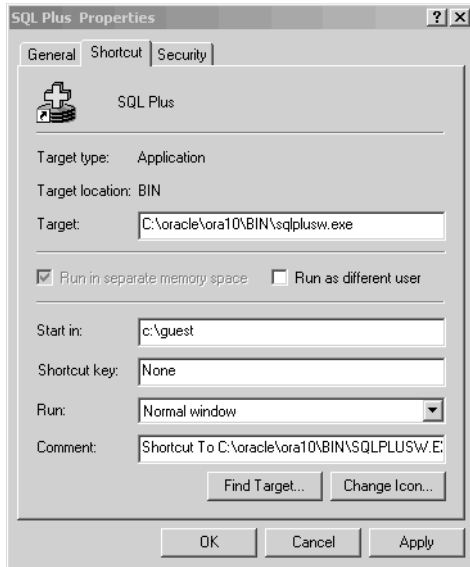 SQL Plus Properties
General Shortcut Security
SQL Plus
Target type: Application
Target location: BIN
Target: C:\oracle\ora10\BIN\sqlplusw.exe
Run in separate memory space Run as different user
Start in: c:\guest
Shortcut key: None
Run: Normal window
Comment: Shortcut To C:\oracle\ora10\BIN\SQLPLUSW.E
Find Target... Change Icon...
OK Cancel Apply